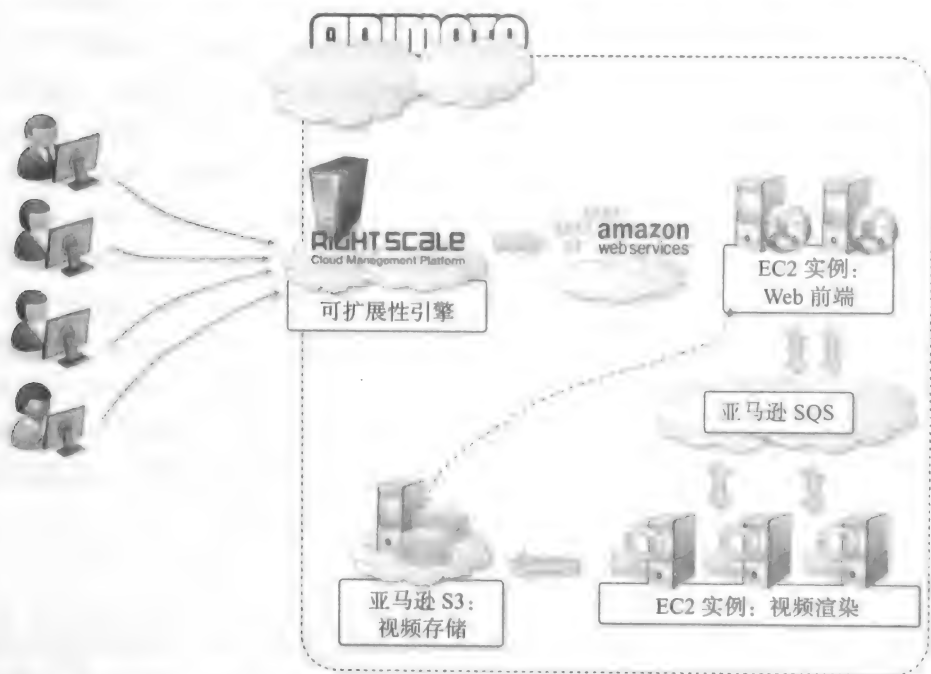 ANIMOTO
RIGHT SCALE
Cloud Management Platform
可扩展性引擎
amazon
web services
EC2 实例：
Web 前端
亚马逊 SQS
亚马逊 S3：
视频存储
EC2 实例：视频渲染